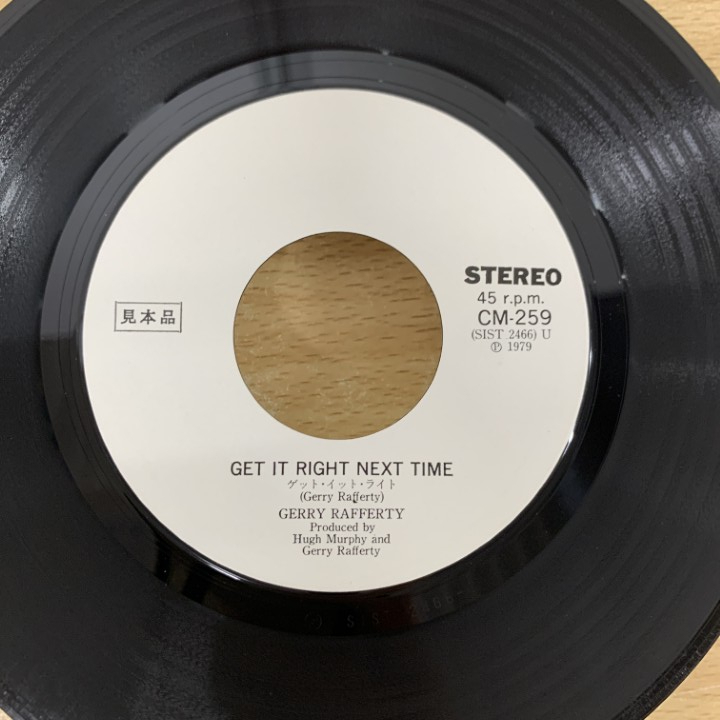 見本品
STEREO
45 r.p.m.
CM-259
(SIST 2466) U
Ⓟ 1979
GET IT RIGHT NEXT TIME
ゲット・イット・ライト
(Gerry Rafferty)
GERRY RAFFERTY
Produced by
Hugh Murphy and
Gerry Rafferty